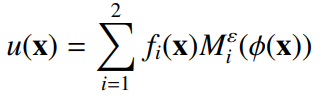 u(𝐱) = ∑_{i=1}^{2} f_i(𝐱) M_i^ε(ϕ(𝐱))